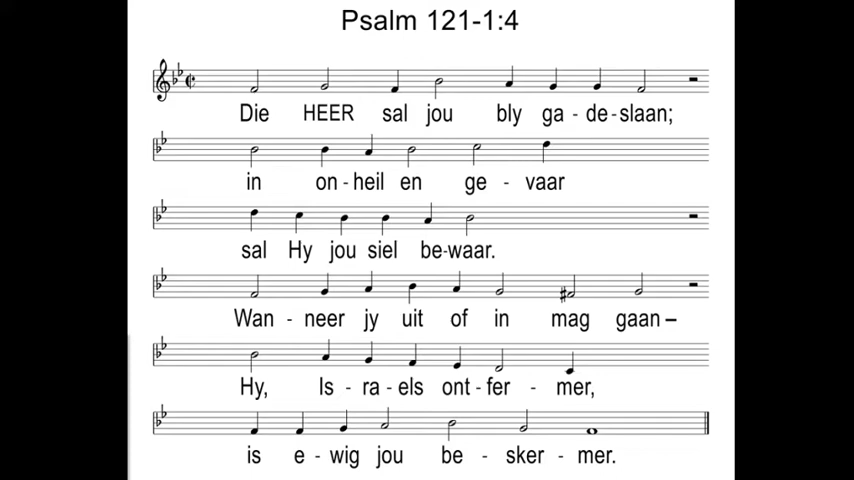 Psalm 121-1:4
Die HEER sal jou bly ga - de - slaan;
in on - heil en ge - vaar
sal Hy jou siel be - waar.
Wan - neer jy uit of in mag gaan –
Hy, Is - ra - els ont - fer - mer,
is e - wig jou be - sker - mer.